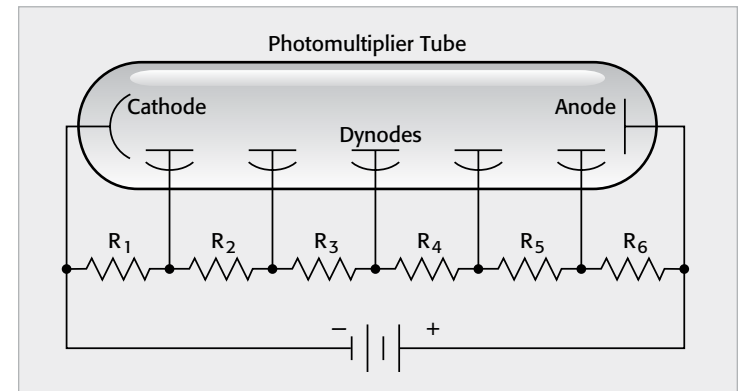 Photomultiplier Tube
Cathode
Anode
Dynodes
R1 R2 R3 R4 R5 R6
− +